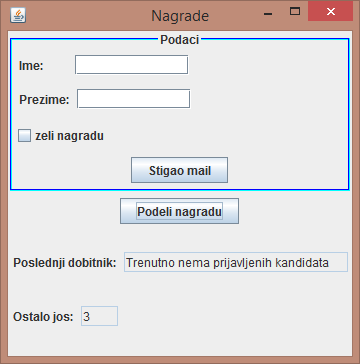 Nagrade
Podaci
Ime:
Prezime:
zeli nagradu
Stigao mail
Podeli nagradu
Poslednji dobitnik: Trenutno nema prijavljenih kandidata
Ostalo jos: 3